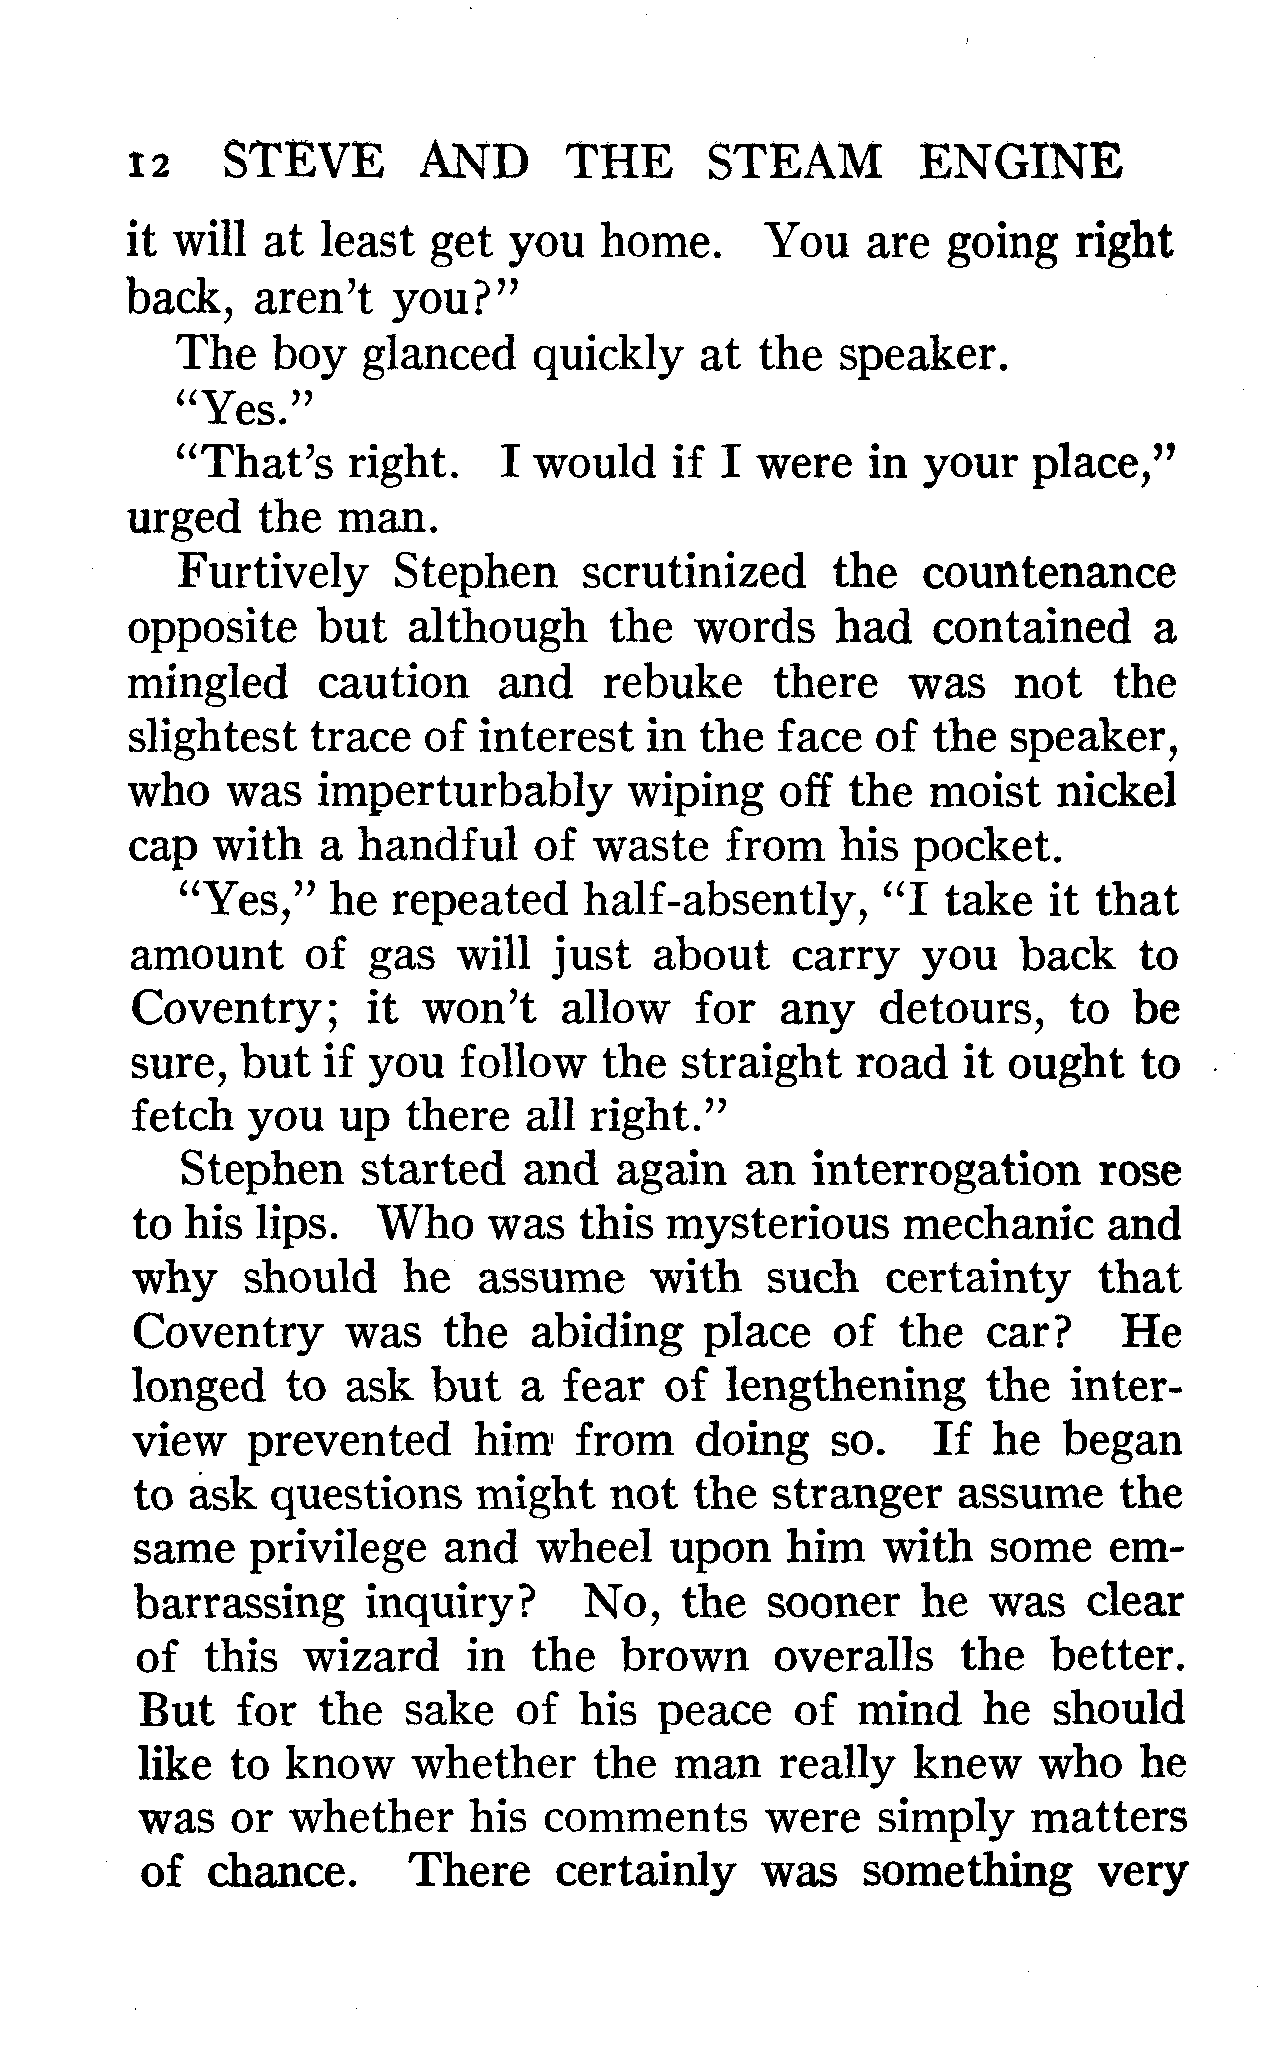 12 STEVE AND THE STEAM ENGINE
it will at least get you home. You are going right
back, aren't you?"
The boy glanced quickly at the speaker.
"Yes."
"That's right. I would if I were in your place,"
urged the man.
Furtively Stephen scrutinized the countenance
opposite but although the words had contained a
mingled caution and rebuke there was not the
slightest trace of interest in the face of the speaker,
who was imperturbably wiping off the moist nickel
cap with a handful of waste from his pocket.
"Yes," he repeated half-absently, "I take it that
amount of gas will just about carry you back to
Coventry; it won't allow for any detours, to be
sure, but if you follow the straight road it ought to
fetch you up there all right."
Stephen started and again an interrogation rose
to his lips. Who was this mysterious mechanic and
why should he assume with such certainty that
Coventry was the abiding place of the car? He
longed to ask but a fear of lengthening the inter-
view prevented him from doing so. If he began
to ask questions might not the stranger assume the
same privilege and wheel upon him with some em-
barrassing inquiry? No, the sooner he was clear
of this wizard in the brown overalls the better.
But for the sake of his peace of mind he should
like to know whether the man really knew who he
was or whether his comments were simply matters
of chance. There certainly was something very